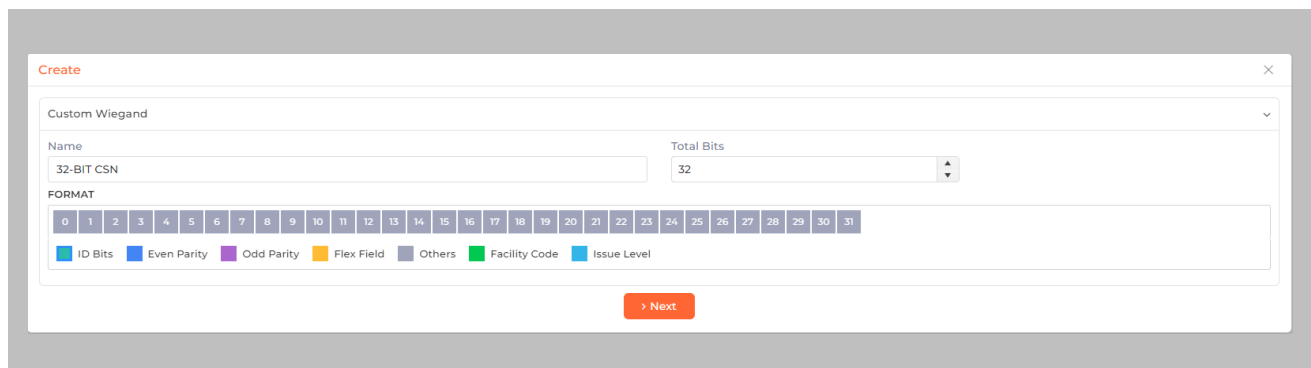 Create
Custom Wiegand
Name Total Bits
32-BIT CSN 32
FORMAT
0 1 2 3 4 5 6 7 8 9 10 11 12 13 14 15 16 17 18 19 20 21 22 23 24 25 26 27 28 29 30 31
ID Bits Even Parity Odd Parity Flex Field Others Facility Code Issue Level
> Next